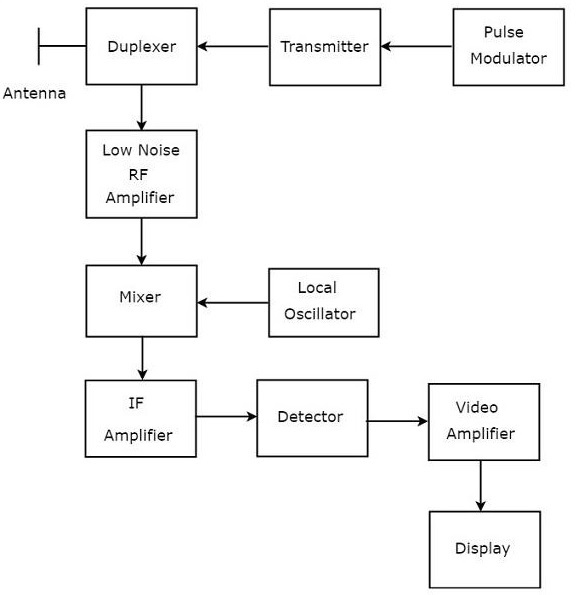 Duplexer
Transmitter
Pulse
Modulator
Antenna
Low Noise
RF
Amplifier
Mixer
Local
Oscillator
IF
Amplifier
Detector
Video
Amplifier
Display